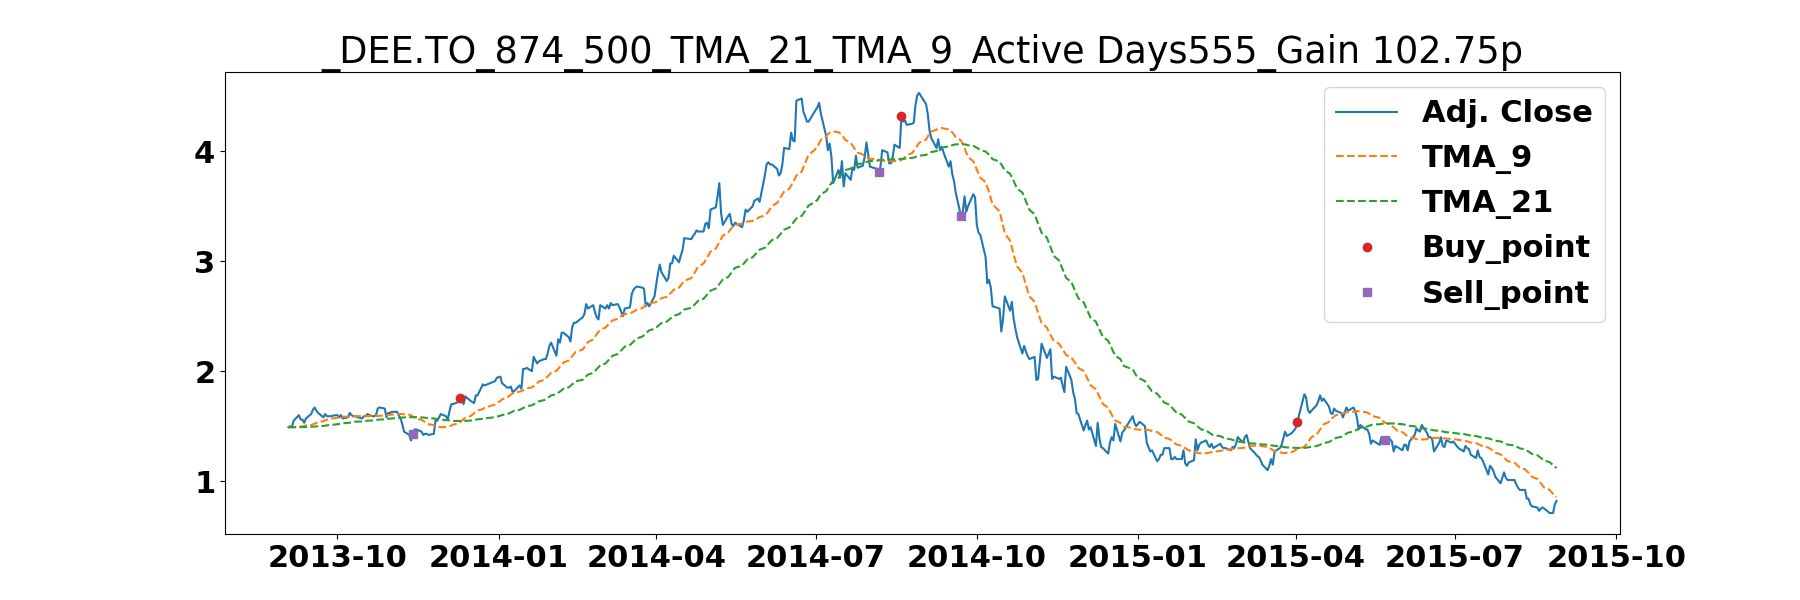 _DEE.TO_874_500_TMA_21_TMA_9_Active Days555_Gain 102.75p
Adj. Close
TMA_9
TMA_21
Buy_point
Sell_point
4
3
2
1
2013-10 2014-01 2014-04 2014-07 2014-10 2015-01 2015-04 2015-07 2015-10